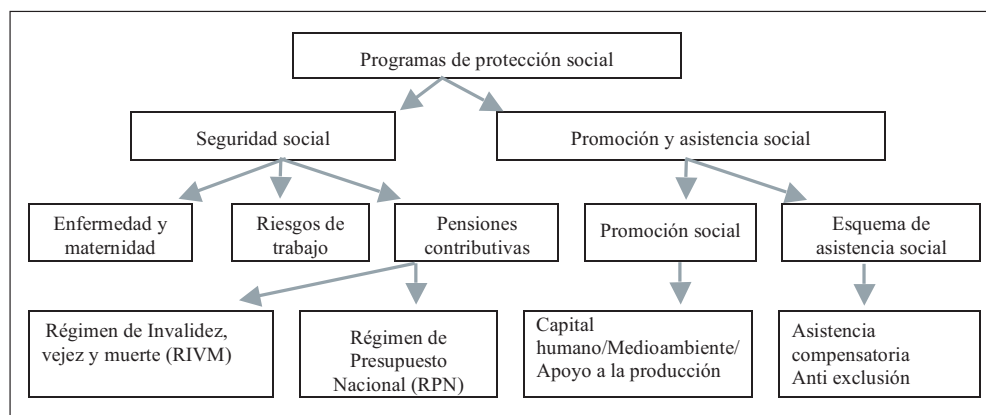 Programas de protección social
Seguridad social
Promoción y asistencia social
Enfermedad y
maternidad
Riesgos de
trabajo
Pensiones
contributivas
Promoción social
Esquema de
asistencia social
Régimen de Invalidez,
vejez y muerte (RIVM)
Régimen de
Presupuesto
Nacional (RPN)
Capital
humano/Medioambiente/
Apoyo a la producción
Asistencia
compensatoria
Anti exclusión